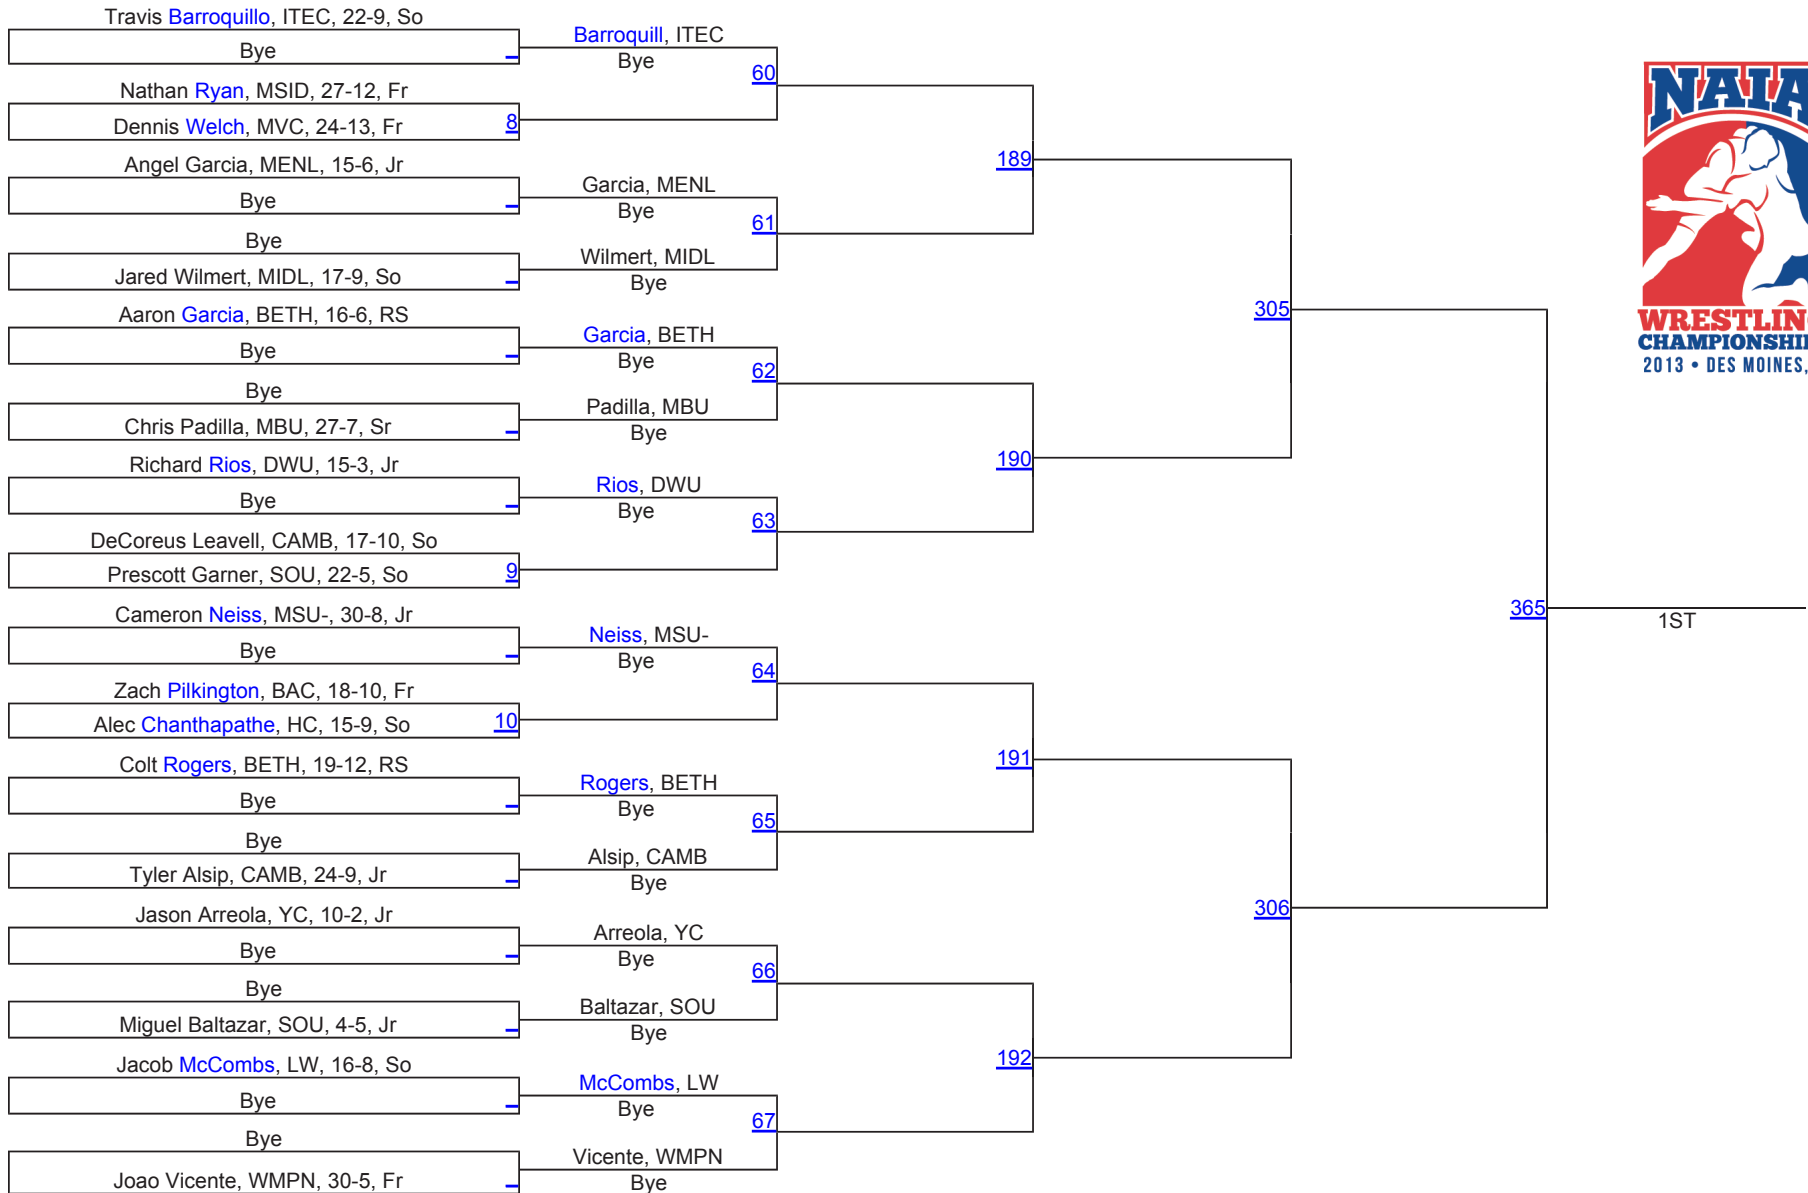 Travis Barroquillo, ITEC, 22-9, So
Bye
Barroquill, ITEC
Bye
60
Nathan Ryan, MSID, 27-12, Fr
Dennis Welch, MVC, 24-13, Fr
8
189
Angel Garcia, MENL, 15-6, Jr
Bye
Garcia, MENL
Bye
61
Bye
Jared Wilmert, MIDL, 17-9, So
Wilmert, MIDL
Bye
305
Aaron Garcia, BETH, 16-6, RS
Bye
Garcia, BETH
Bye
62
Bye
Chris Padilla, MBU, 27-7, Sr
Padilla, MBU
Bye
190
Richard Rios, DWU, 15-3, Jr
Bye
Rios, DWU
Bye
63
DeCoreus Leavell, CAMB, 17-10, So
Prescott Garner, SOU, 22-5, So
9
365
1ST
Cameron Neiss, MSU-, 30-8, Jr
Bye
Neiss, MSU-
Bye
64
Zach Pilkington, BAC, 18-10, Fr
Alec Chanthapathe, HC, 15-9, So
10
191
Colt Rogers, BETH, 19-12, RS
Bye
Rogers, BETH
Bye
65
Bye
Tyler Alsip, CAMB, 24-9, Jr
Alsip, CAMB
Bye
306
Jason Arreola, YC, 10-2, Jr
Bye
Arreola, YC
Bye
66
Bye
Miguel Baltazar, SOU, 4-5, Jr
Baltazar, SOU
Bye
192
Jacob McCombs, LW, 16-8, So
Bye
McCombs, LW
Bye
67
Bye
Joao Vicente, WMPN, 30-5, Fr
Vicente, WMPN
Bye
NAIA
WRESTLIN
CHAMPIONSHI
2013 • DES MOINES,